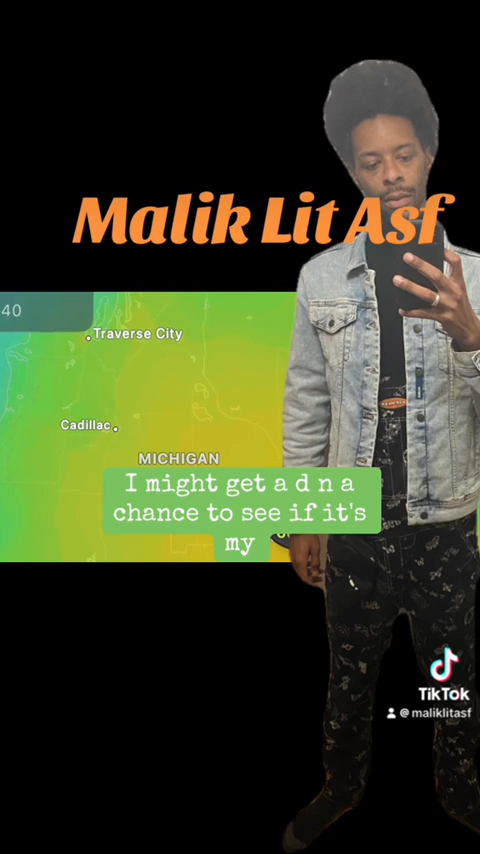 Malik Lit Asf
40
Traverse City
Cadillac
MICHIGAN
I might get a d n a
chance to see if it's
my
TikTok
@maliklitasf